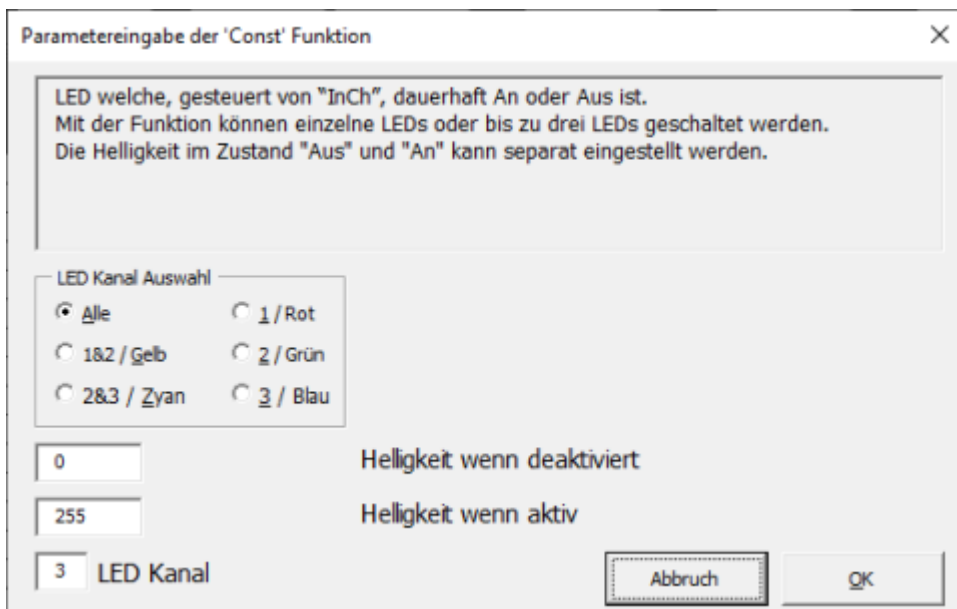 Parametereingabe der 'Const' Funktion
LED welche, gesteuert von “InCh”, dauerhaft An oder Aus ist.
Mit der Funktion können einzelne LEDs oder bis zu drei LEDs geschaltet werden.
Die Helligkeit im Zustand "Aus" und "An" kann separat eingestellt werden.
LED Kanal Auswahl
Alle 1 / Rot
1&2 / Gelb 2 / Grün
2&3 / Zyan 3 / Blau
0 Helligkeit wenn deaktiviert
255 Helligkeit wenn aktiv
3 LED Kanal Abbruch OK